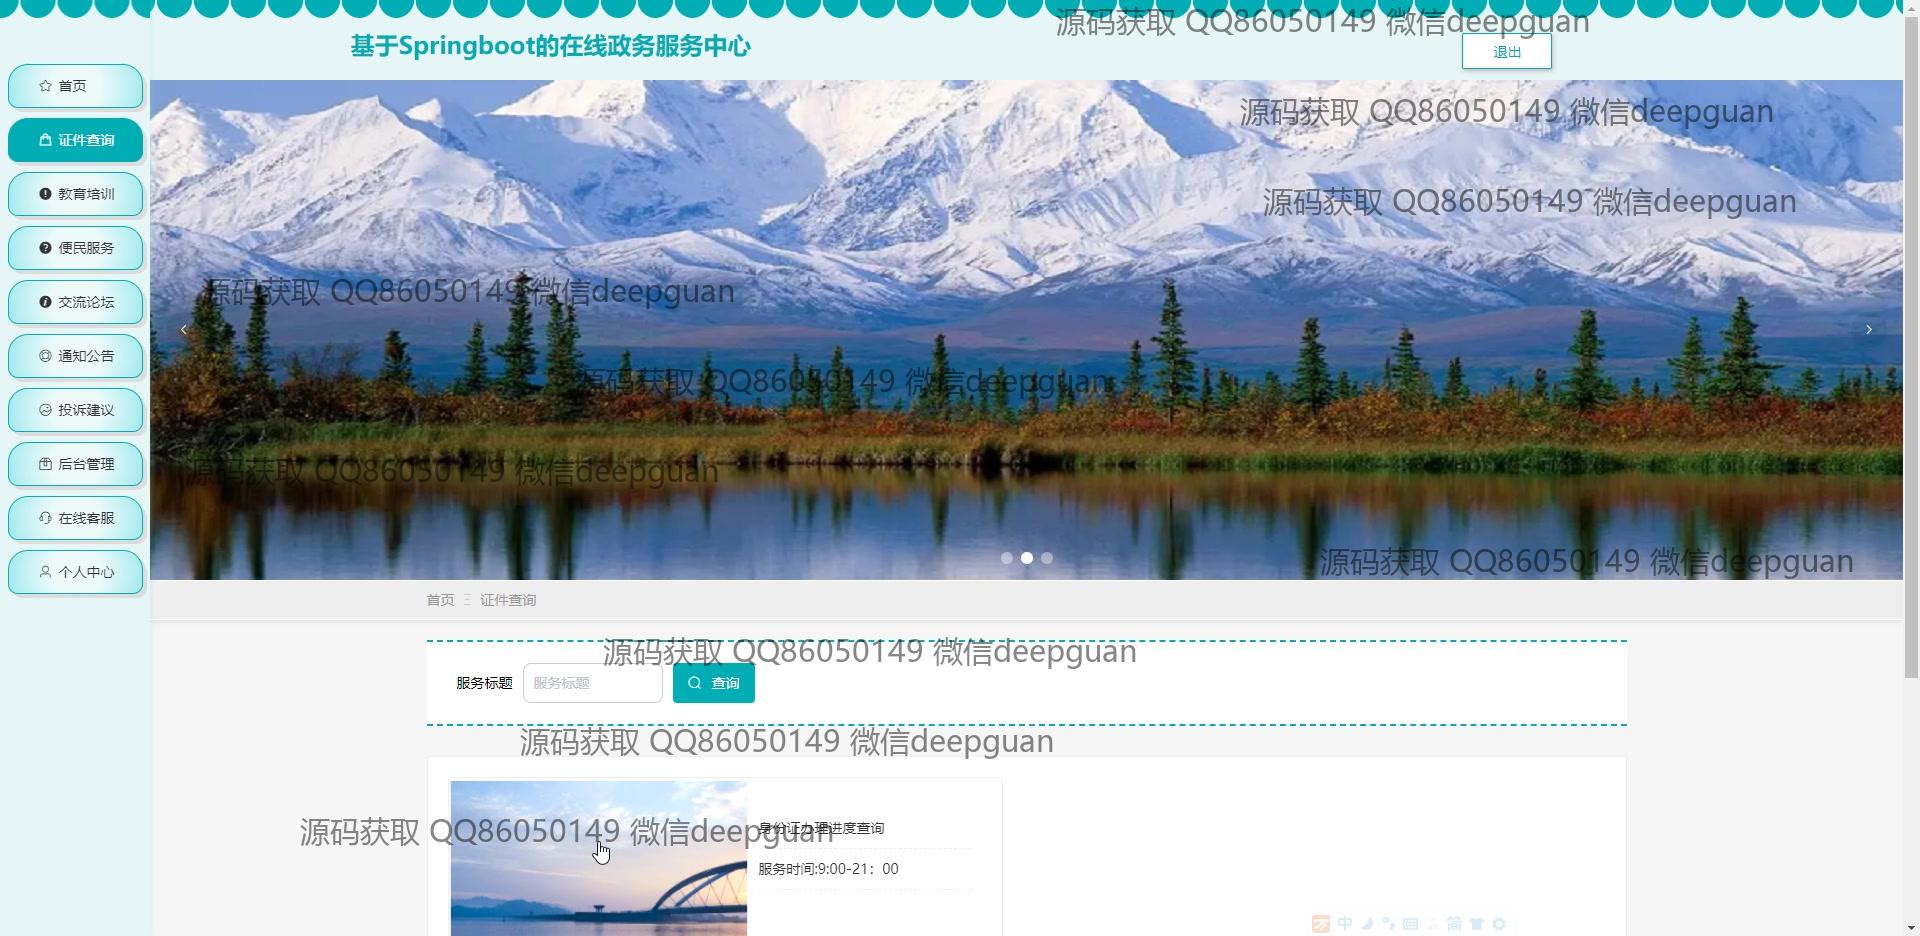 源码获取 QQ86050149 微信deepguan
基于Springboot的在线政务服务中心
退出
首页
源码获取 QQ86050149 微信deepguan
证件查询
教育培训
源码获取 QQ86050149 微信deepguan
便民服务
源码获取 QQ86050149 微信deepguan
交流论坛
通知公告
源码获取 QQ86050149 微信deepguan
投诉建议
后台管理
源码获取 QQ86050149 微信deepguan
在线客服
源码获取 QQ86050149 微信deepguan
个人中心
首页 证件查询
源码获取 QQ86050149 微信deepguan
服务标题 服务标题 查询
源码获取 QQ86050149 微信deepguan
源码获取 QQ86050149 微信deepguan
身份证办理进度查询
服务时间:9:00-21：00
中 简